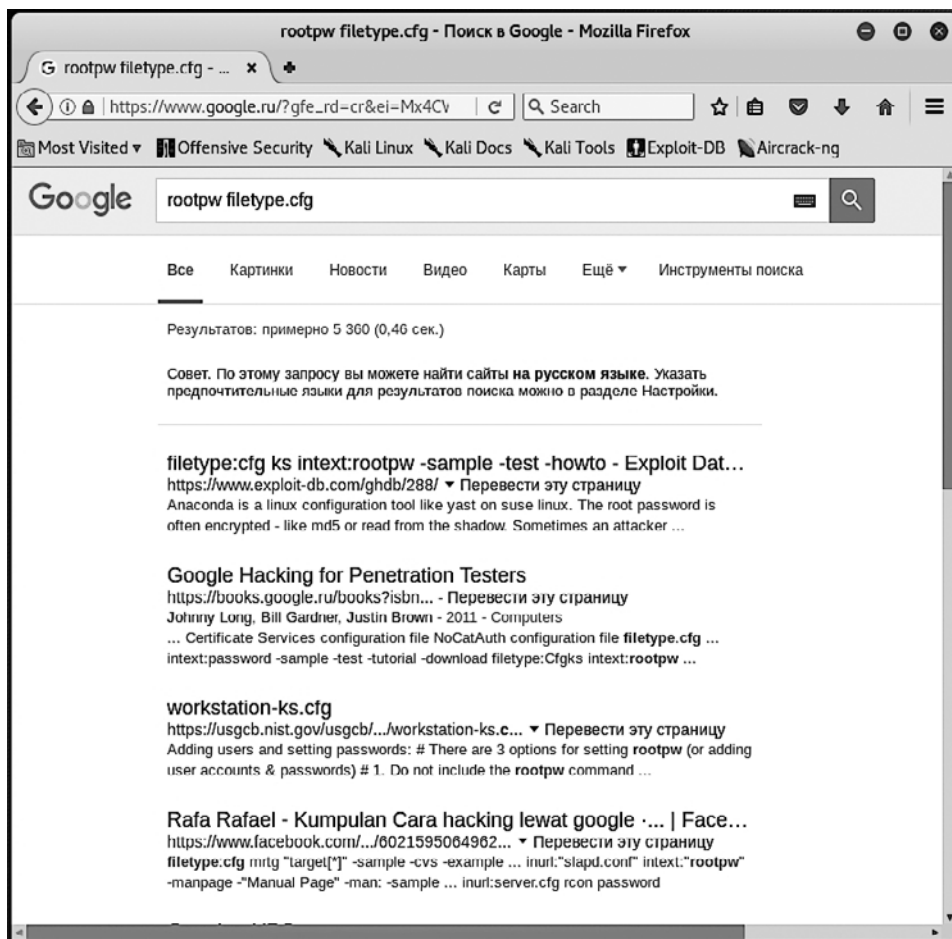 rootpw filetype.cfg - Поиск в Google - Mozilla Firefox
G rootpw filetype.cfg - ...
https://www.google.ru/?gfe_rd=cr&ei=Mx4CV Search
Most Visited Offensive Security Kali Linux Kali Docs Kali Tools Exploit-DB Aircrack-ng
Google rootpw filetype.cfg
Все Картинки Новости Видео Карты Ещё Инструменты поиска
Результатов: примерно 5 360 (0,46 сек.)
Совет. По этому запросу вы можете найти сайты на русском языке. Указать
предпочтительные языки для результатов поиска можно в разделе Настройки.
filetype:cfg ks intext:rootpw -sample -test -howto - Exploit Dat...
https://www.exploit-db.com/ghdb/288/ ▼ Перевести эту страницу
Anaconda is a linux configuration tool like yast on suse linux. The root password is
often encrypted - like md5 or read from the shadow. Sometimes an attacker ...
Google Hacking for Penetration Testers
https://books.google.ru/books?isbn... - Перевести эту страницу
Johnny Long, Bill Gardner, Justin Brown - 2011 - Computers
... Certificate Services configuration file NoCatAuth configuration file filetype.cfg ...
intext:password -sample -test -tutorial -download filetype:Cfgks intext:rootpw ...
workstation-ks.cfg
https://usgcb.nist.gov/usgcb/.../workstation-ks.c... ▼ Перевести эту страницу
Adding users and setting passwords: # There are 3 options for setting rootpw (or adding
user accounts & passwords) # 1. Do not include the rootpw command ...
Rafa Rafael - Kumpulan Cara hacking lewat google ·... | Face...
https://www.facebook.com/.../6021595064962... ▼ Перевести эту страницу
filetype:cfg mrtg "target[*]" -sample -cvs -example ... inurl:"slapd.conf" intext:"rootpw"
-manpage -"Manual Page" -man: -sample ... inurl:server.cfg rcon password